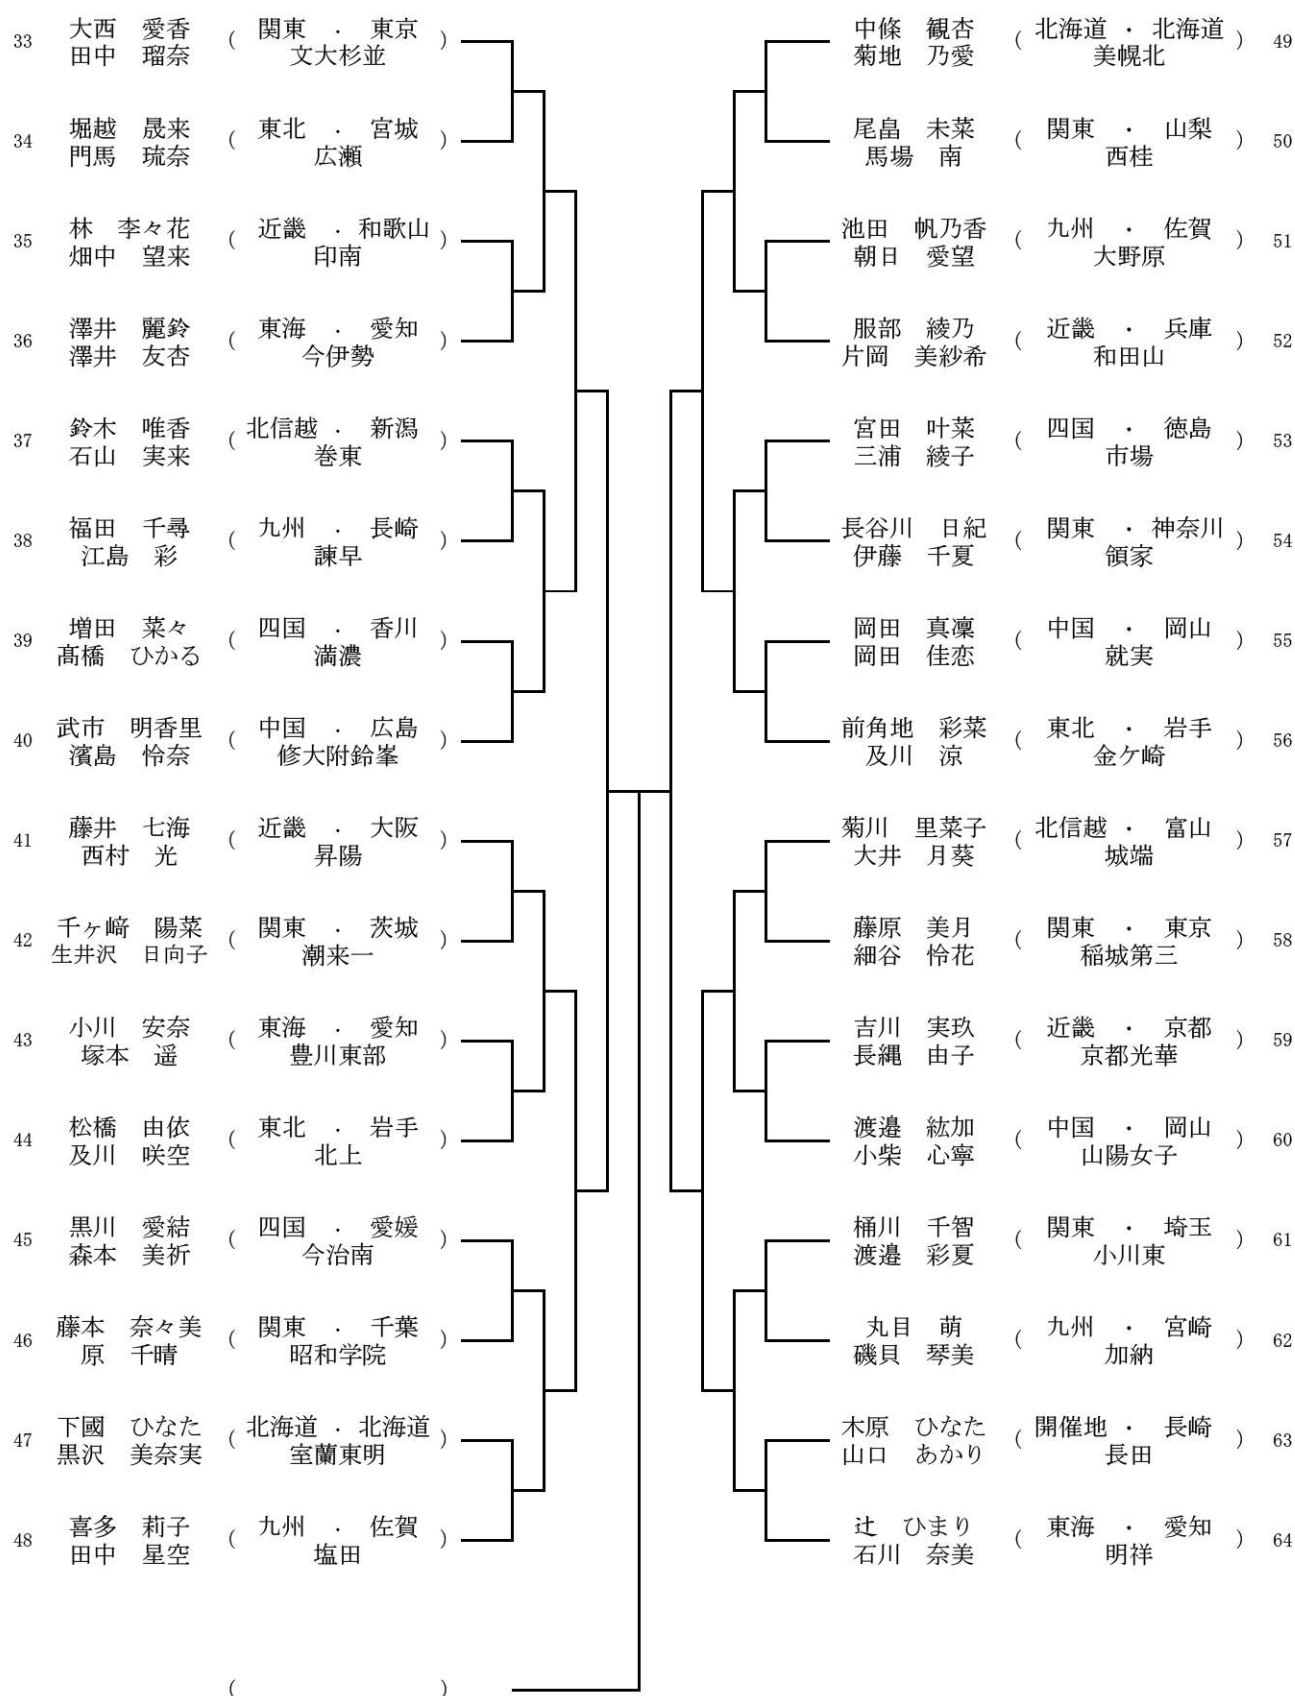 大西 愛香 ( 関東 ・ 東京 )
33
田中 瑠奈 文大杉並
堀越 晟来 ( 東北 ・ 宮城 )
34
門馬 琉奈 広瀬
林 李々花 ( 近畿 ・ 和歌山 )
35
畑中 望来 印南
澤井 麗鈴 ( 東海 ・ 愛知 )
36
澤井 友杏 今伊勢
鈴木 唯香 ( 北信越 ・ 新潟 )
37
石山 実来 巻東
福田 千尋 ( 九州 ・ 長崎 )
38
江島 彩 諫早
増田 菜々 ( 四国 ・ 香川 )
39
髙橋 ひかる 満濃
武市 明香里 ( 中国 ・ 広島 )
40
濱島 怜奈 修大附鈴峯
藤井 七海 ( 近畿 ・ 大阪 )
41
西村 光 昇陽
千ヶ﨑 陽菜 ( 関東 ・ 茨城 )
42
生井沢 日向子 潮来一
小川 安奈 ( 東海 ・ 愛知 )
43
塚本 遥 豊川東部
松橋 由依 ( 東北 ・ 岩手 )
44
及川 咲空 北上
黒川 愛結 ( 四国 ・ 愛媛 )
45
森本 美祈 今治南
藤本 奈々美 ( 関東 ・ 千葉 )
46
原 千晴 昭和学院
下國 ひなた ( 北海道 ・ 北海道 )
47
黒沢 美奈実 室蘭東明
喜多 莉子 ( 九州 ・ 佐賀 )
48
田中 星空 塩田
( )
中條 観杏 ( 北海道 ・ 北海道 )
49
菊地 乃愛 美幌北
尾畠 未菜 ( 関東 ・ 山梨 )
50
馬場 南 西桂
池田 帆乃香 ( 九州 ・ 佐賀 )
51
朝日 愛望 大野原
服部 綾乃 ( 近畿 ・ 兵庫 )
52
片岡 美紗希 和田山
宮田 叶菜 ( 四国 ・ 徳島 )
53
三浦 綾子 市場
長谷川 日紀 ( 関東 ・ 神奈川 )
54
伊藤 千夏 領家
岡田 真凜 ( 中国 ・ 岡山 )
55
岡田 佳恋 就実
前角地 彩菜 ( 東北 ・ 岩手 )
56
及川 涼 金ケ崎
菊川 里菜子 ( 北信越 ・ 富山 )
57
大井 月葵 城端
藤原 美月 ( 関東 ・ 東京 )
58
細谷 怜花 稲城第三
吉川 実玖 ( 近畿 ・ 京都 )
59
長縄 由子 京都光華
渡邉 紘加 ( 中国 ・ 岡山 )
60
小柴 心寧 山陽女子
桶川 千智 ( 関東 ・ 埼玉 )
61
渡邉 彩夏 小川東
丸目 萌 ( 九州 ・ 宮崎 )
62
磯貝 琴美 加納
木原 ひなた ( 開催地 ・ 長崎 )
63
山口 あかり 長田
辻 ひまり ( 東海 ・ 愛知 )
64
石川 奈美 明祥